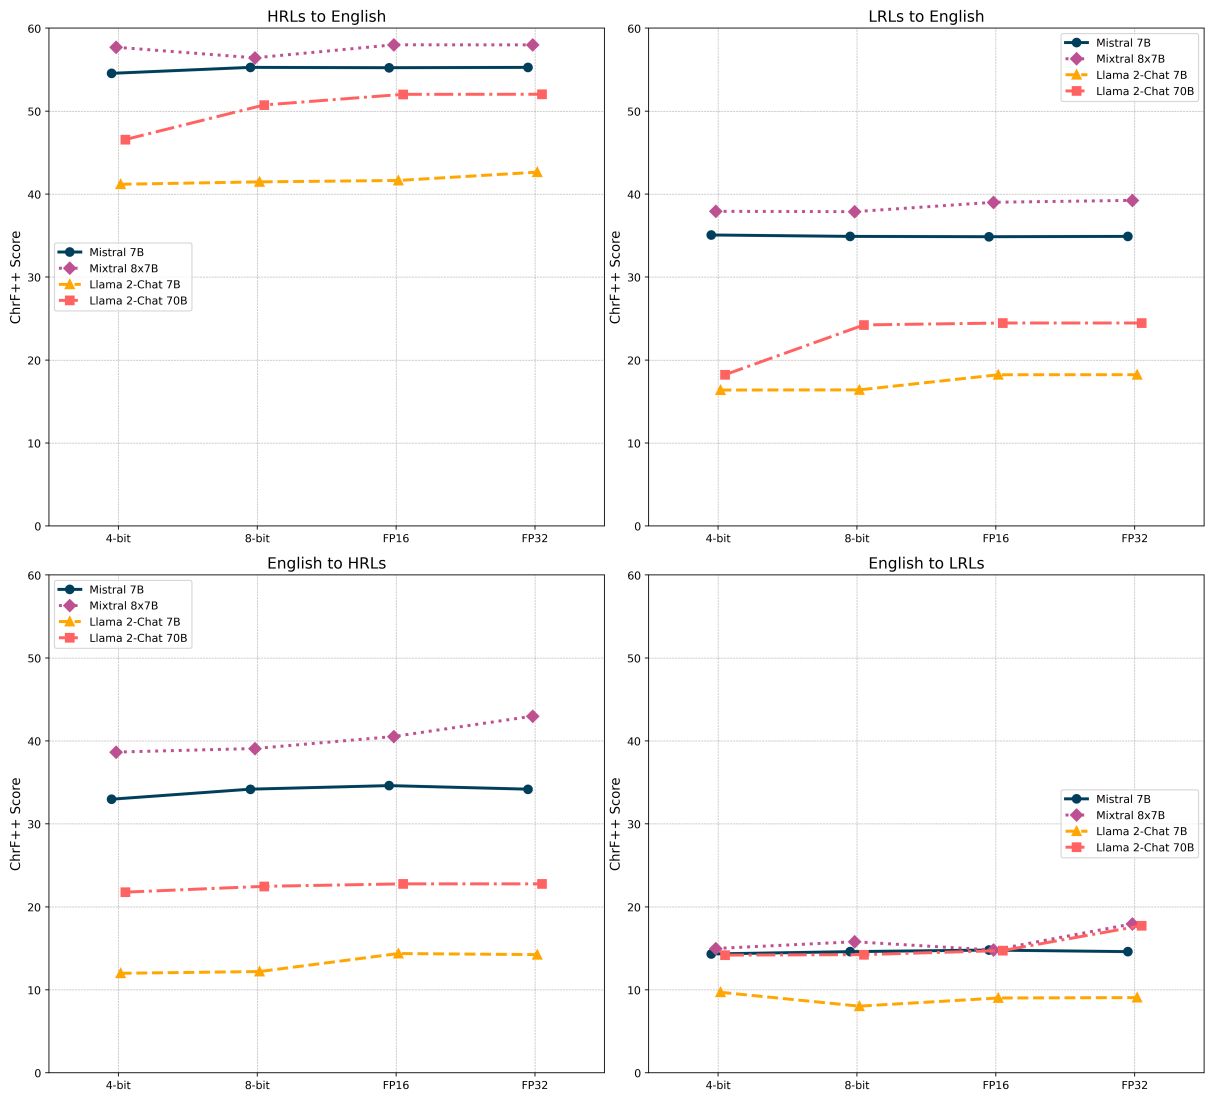 HRLs to English
ChrF++ Score
60
50
40
30
20
10
0
Mistral 7B
Mixtral 8x7B
Llama 2-Chat 7B
Llama 2-Chat 70B
4-bit 8-bit FP16 FP32
LRLs to English
ChrF++ Score
60
50
40
30
20
10
0
Mistral 7B
Mixtral 8x7B
Llama 2-Chat 7B
Llama 2-Chat 70B
4-bit 8-bit FP16 FP32
English to HRLs
ChrF++ Score
60
50
40
30
20
10
0
Mistral 7B
Mixtral 8x7B
Llama 2-Chat 7B
Llama 2-Chat 70B
4-bit 8-bit FP16 FP32
English to LRLs
ChrF++ Score
60
50
40
30
20
10
0
Mistral 7B
Mixtral 8x7B
Llama 2-Chat 7B
Llama 2-Chat 70B
4-bit 8-bit FP16 FP32